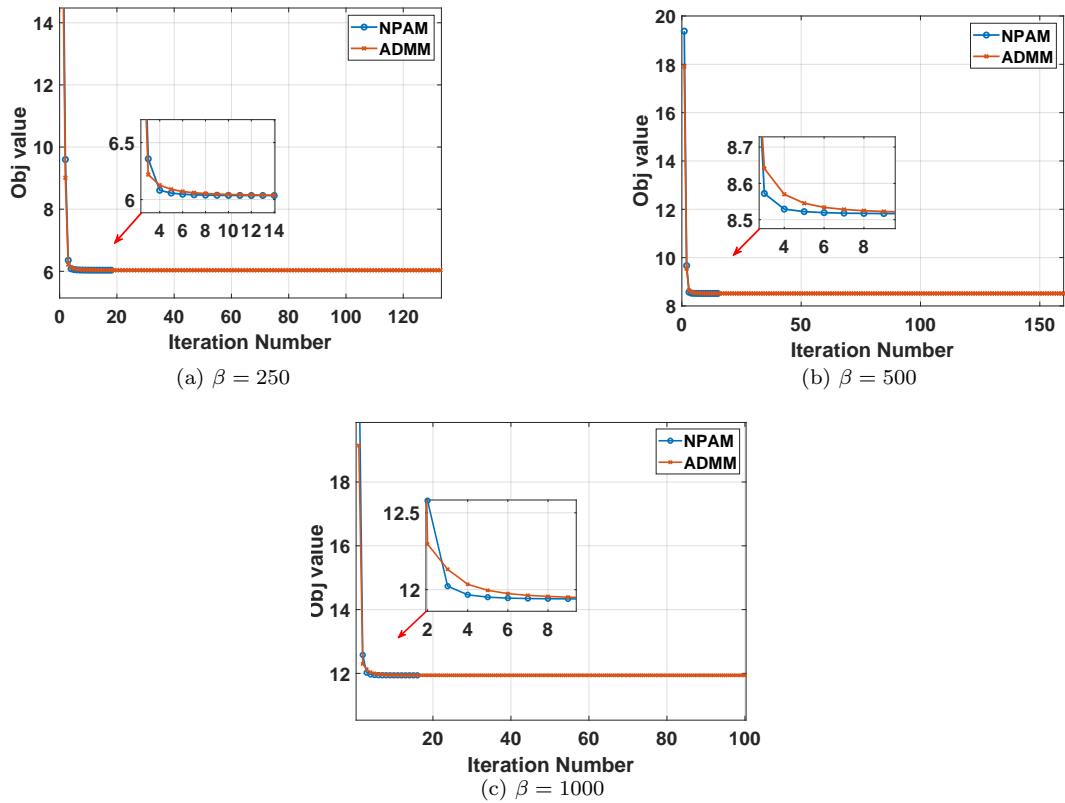 14
12
10
8
6
Obj value
NPAM
ADMM
6.5
6
4 6 8 10 12 14
0 20 40 60 80 100 120
Iteration Number
(a) β = 250
20
18
16
14
12
10
8
Obj value
NPAM
ADMM
8.7
8.6
8.5
4 6 8
0 50 100 150
Iteration Number
(b) β = 500
18
16
14
12
Obj value
NPAM
ADMM
12.5
12
2 4 6 8
20 40 60 80 100
Iteration Number
(c) β = 1000